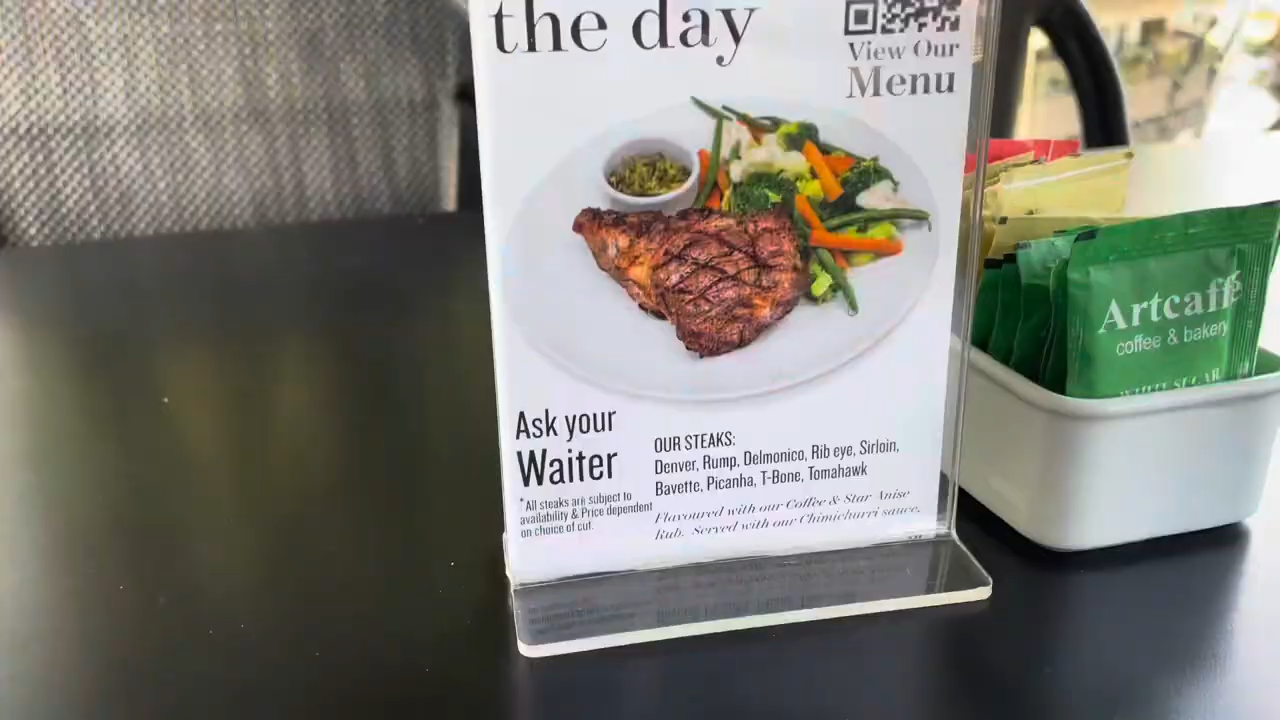 the day
View Our
Menu
Artcaffé
coffee & bakery
WHITE SUGAR
Ask your
Waiter
*All steaks are subject to
availability & Price dependent
on choice of cut.
OUR STEAKS:
Denver, Rump, Delmonico, Rib eye, Sirloin,
Bavette, Picanha, T-Bone, Tomahawk
Flavoured with our Coffee & Star Anise
Rub. Served with our Chimichurri sauce.